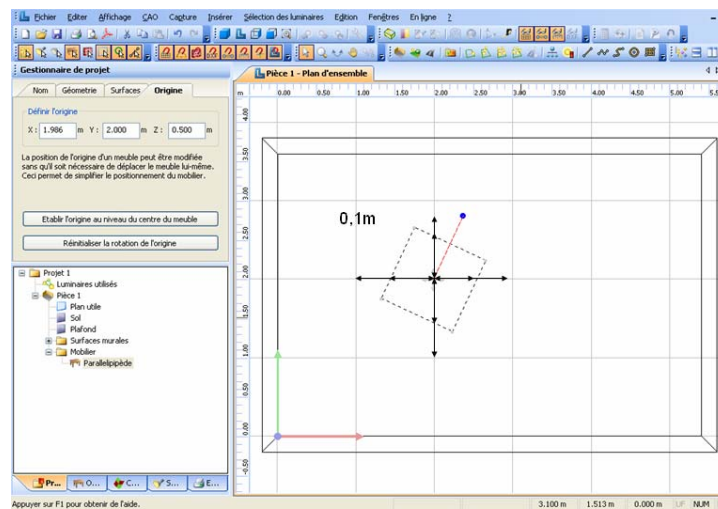 Fichier Editer Affichage CAO Capture Insérer Sélection des luminaires Edition Fenêtres En ligne ?
Gestionnaire de projet
Nom Géometrie Surfaces Origine
Définir l'origine
X : 1.986 m Y : 2.000 m Z : 0.500 m
La position de l'origine d'un meuble peut être modifiée
sans qu'il soit nécessaire de déplacer le meuble lui-même.
Ceci permet de simplifier le positionnement du mobilier.
Etablir l'origine au niveau du centre du meuble
Réinitialiser la rotation de l'origine
Projet 1
Luminaires utilisés
Pièce 1
Plan utile
Sol
Plafond
Surfaces murales
Mobilier
Parallelipipède
Pr... O... C... S... E...
Pièce 1 - Plan d'ensemble
m 0.00 0.50 1.00 1.50 2.00 2.50 3.00 3.50 4.00 4.50 5.00
4.00
3.50
3.00
2.50
2.00
1.50
1.00
0.50
0.00
-0.50
0,1m
Appuyer sur F1 pour obtenir de l'aide.
3.100 m 1.513 m 0.000 m UF NUM